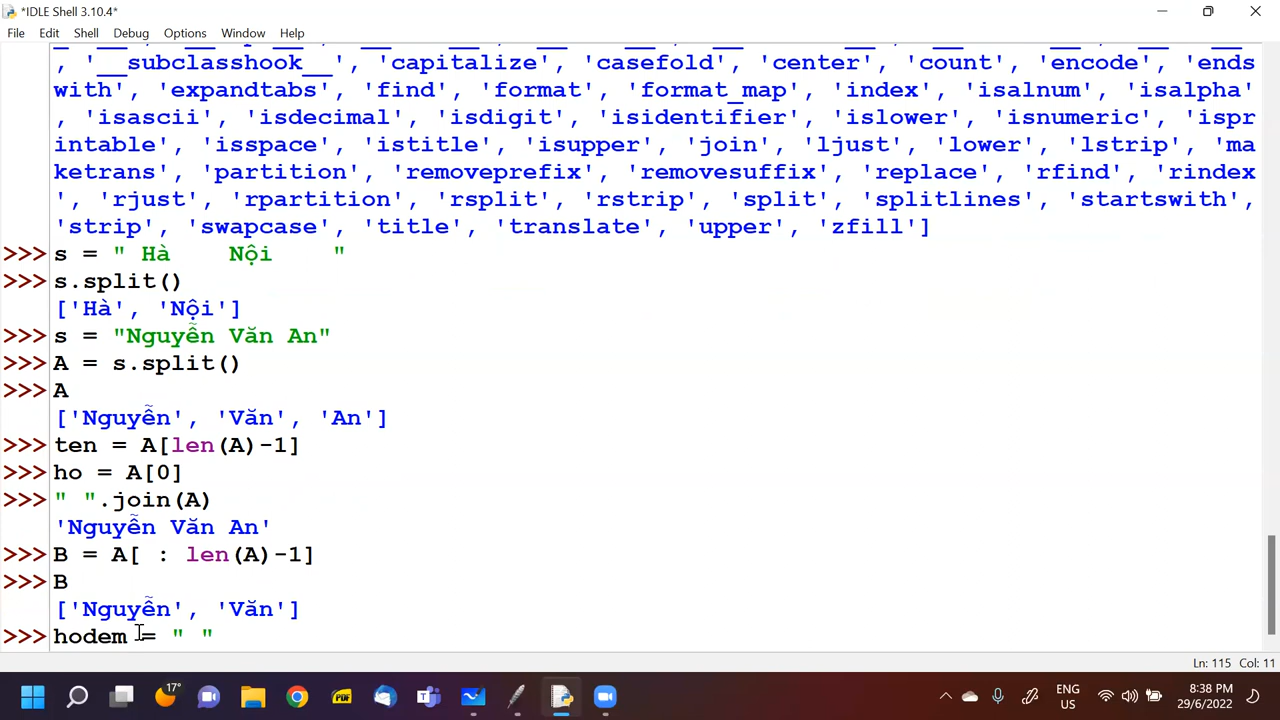 *IDLE Shell 3.10.4*
File Edit Shell Debug Options Window Help
, '__subclasshook__', 'capitalize', 'casefold', 'center', 'count', 'encode', 'ends
with', 'expandtabs', 'find', 'format', 'format_map', 'index', 'isalnum', 'isalpha'
, 'isascii', 'isdecimal', 'isdigit', 'isidentifier', 'islower', 'isnumeric', 'ispr
intable', 'isspace', 'istitle', 'isupper', 'join', 'ljust', 'lower', 'lstrip', 'ma
ketrans', 'partition', 'removeprefix', 'removesuffix', 'replace', 'rfind', 'rindex
', 'rjust', 'rpartition', 'rsplit', 'rstrip', 'split', 'splitlines', 'startswith',
'strip', 'swapcase', 'title', 'translate', 'upper', 'zfill']
>>> s = " Hà    Nội    "
>>> s.split()
['Hà', 'Nội']
>>> s = "Nguyễn Văn An"
>>> A = s.split()
>>> A
['Nguyễn', 'Văn', 'An']
>>> ten = A[len(A)-1]
>>> ho = A[0]
>>> " ".join(A)
'Nguyễn Văn An'
>>> B = A[ : len(A)-1]
>>> B
['Nguyễn', 'Văn']
>>> hodem = " "
Ln: 115 Col: 11
17°
PDF
ENG
US
8:38 PM
29/6/2022